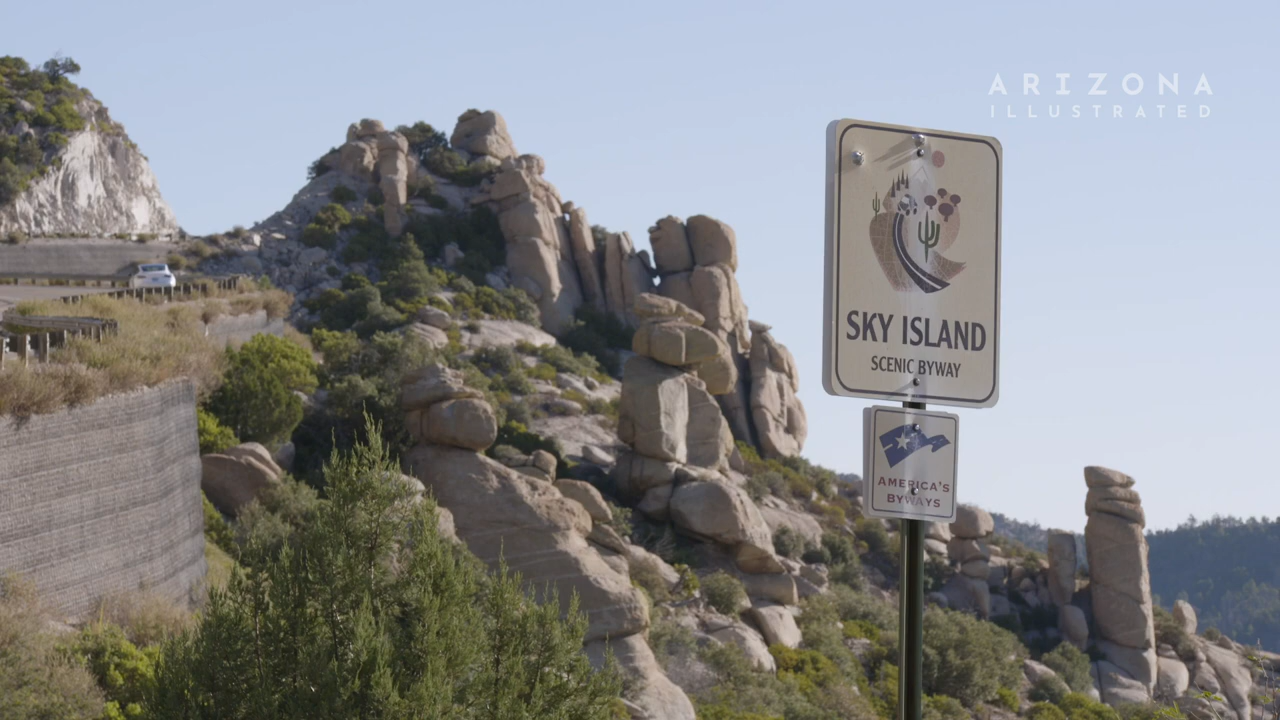 ARIZONA
ILLUSTRATED
SKY ISLAND
SCENIC BYWAY
AMERICA'S
BYWAYS